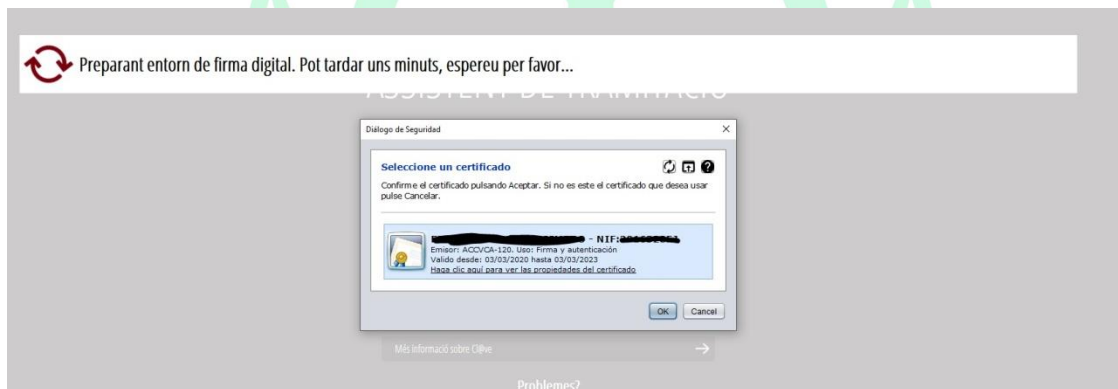 Preparant entorn de firma digital. Pot tardar uns minuts, espereu per favor...
ASSISTENT DE TRAMITACIÓ
Diálogo de Seguridad
Seleccione un certificado
Confirme el certificado pulsando Aceptar. Si no es este el certificado que desea usar
pulse Cancelar.
- NIF:
Emisor: ACCVCA-120. Uso: Firma y autenticación
Valido desde: 03/03/2020 hasta 03/03/2023
Haga clic aquí para ver las propiedades del certificado
OK Cancel
Més informació sobre Cl@ve
Problemes?